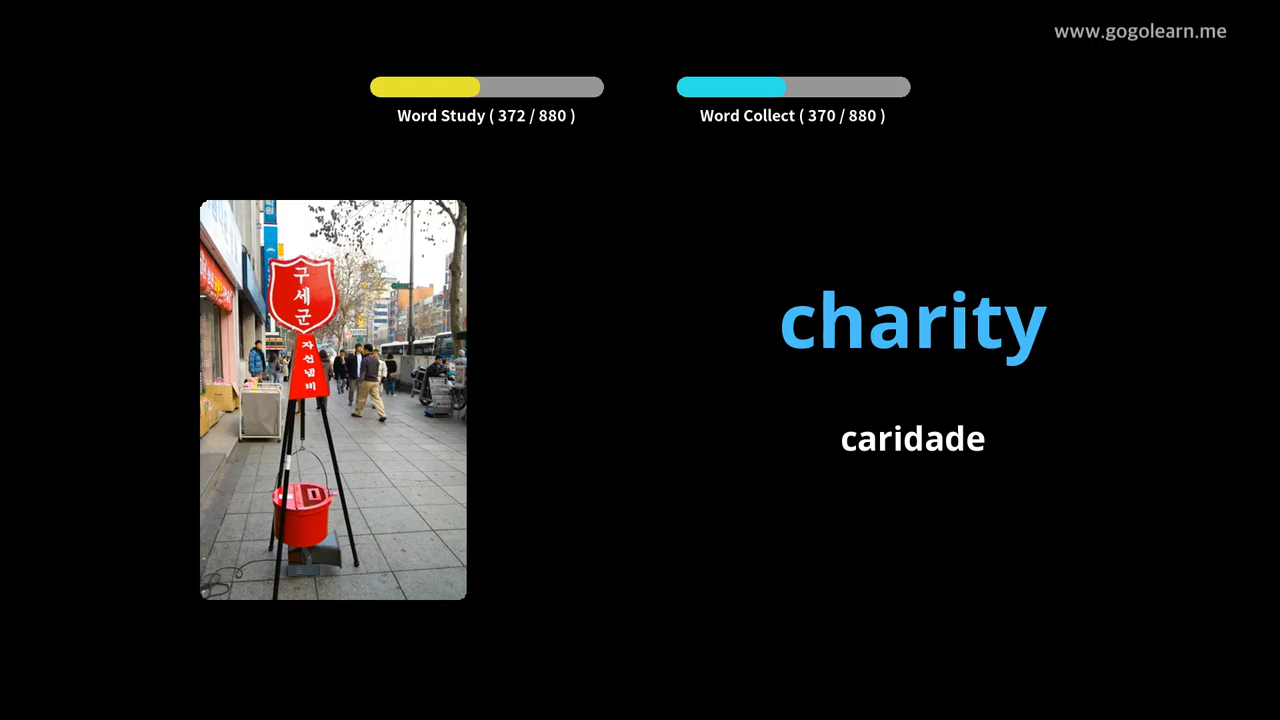 www.gogolearn.me
Word Study ( 372 / 880 )
Word Collect ( 370 / 880 )
구
세
군
자
선
냄
비
charity
caridade